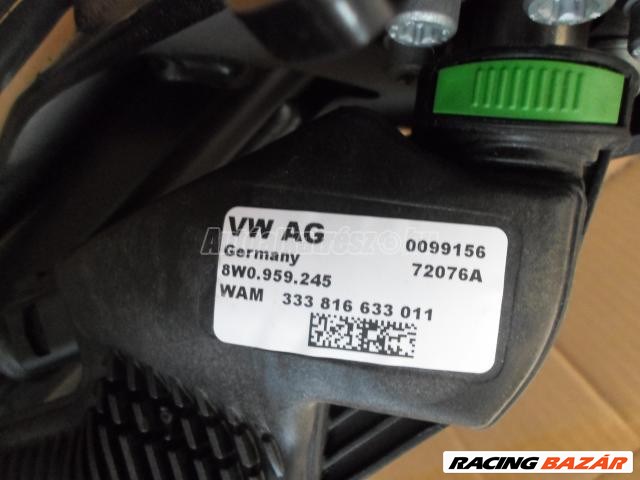 VW AG 0099156
Germany
8W0.959.245 72076A
WAM 333 816 633 011
RACING BAZÁR